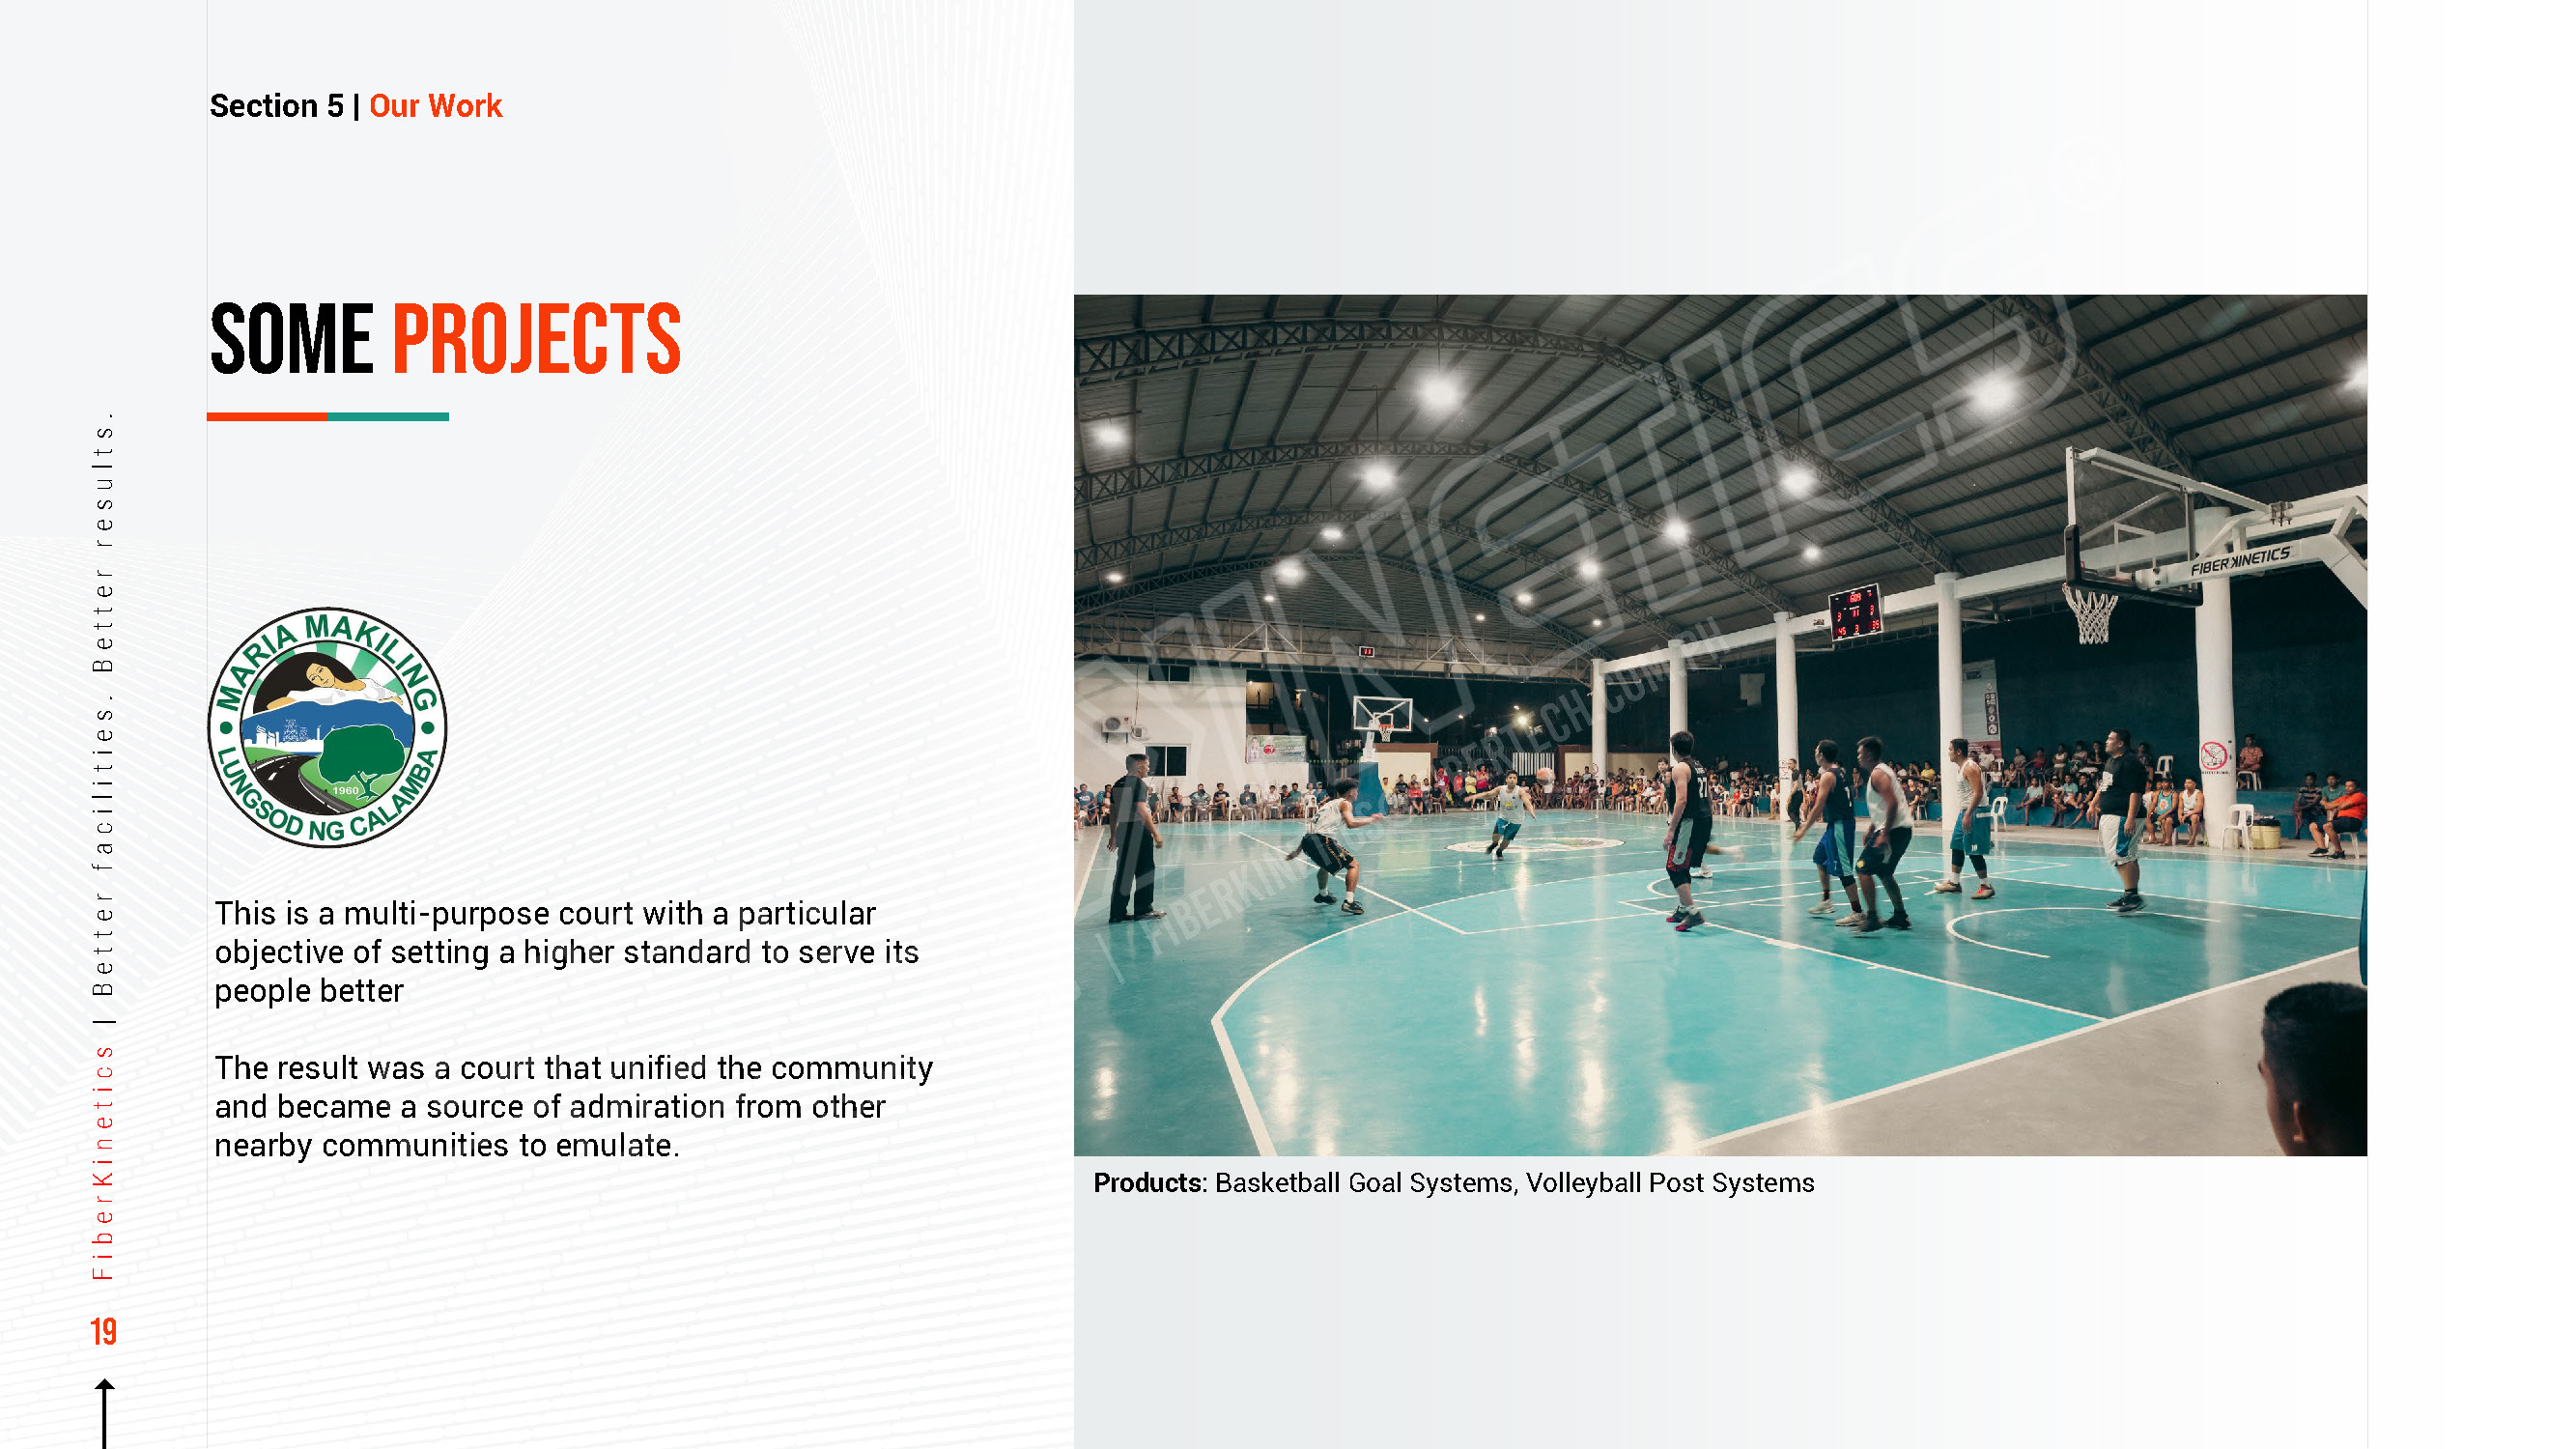 Section 5 | Our Work
SOME PROJECTS
MARIA MAKILING
LUNGSOD NG CALAMBA
1960
This is a multi-purpose court with a particular
objective of setting a higher standard to serve its
people better
The result was a court that unified the community
and became a source of admiration from other
nearby communities to emulate.
FIBERKINETICS
Products: Basketball Goal Systems, Volleyball Post Systems
FiberKinetics | Better facilities. Better results.
19